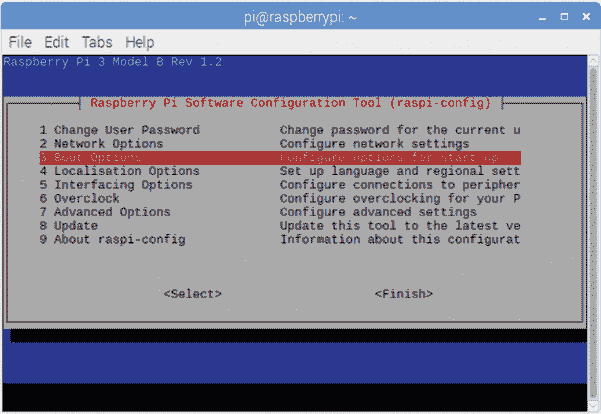 pi@raspberrypi: ~
File Edit Tabs Help
Raspberry Pi 3 Model B Rev 1.2
Raspberry Pi Software Configuration Tool (raspi-config)
1 Change User Password Change password for the current u
2 Network Options Configure network settings
3 Boot Options Configure options for start-up
4 Localisation Options Set up language and regional sett
5 Interfacing Options Configure connections to peripher
6 Overclock Configure overclocking for your P
7 Advanced Options Configure advanced settings
8 Update Update this tool to the latest ve
9 About raspi-config Information about this configurat
<Select> <Finish>